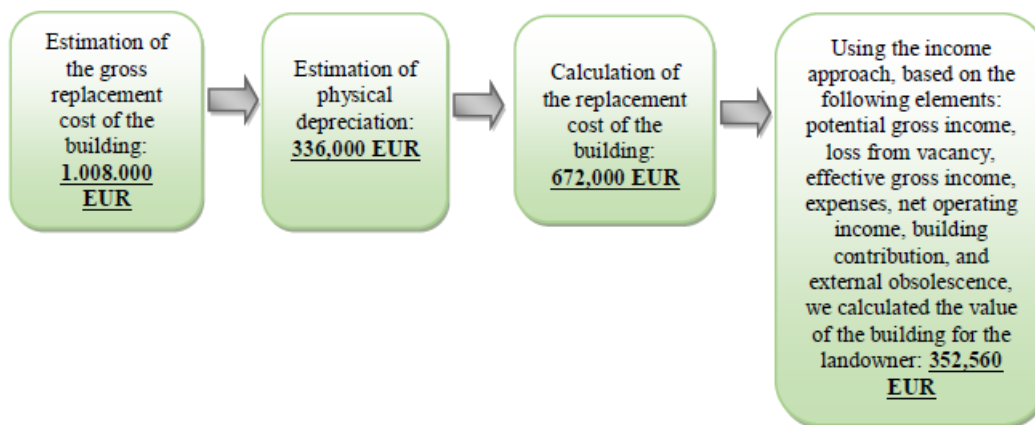 Estimation of
the gross
replacement
cost of the
building:
1.008.000
EUR
Estimation of
physical
depreciation:
336,000 EUR
Calculation of
the replacement
cost of the
building:
672,000 EUR
Using the income
approach, based on the
following elements:
potential gross income,
loss from vacancy,
effective gross income,
expenses, net operating
income, building
contribution, and
external obsolescence,
we calculated the value
of the building for the
landowner: 352,560
EUR